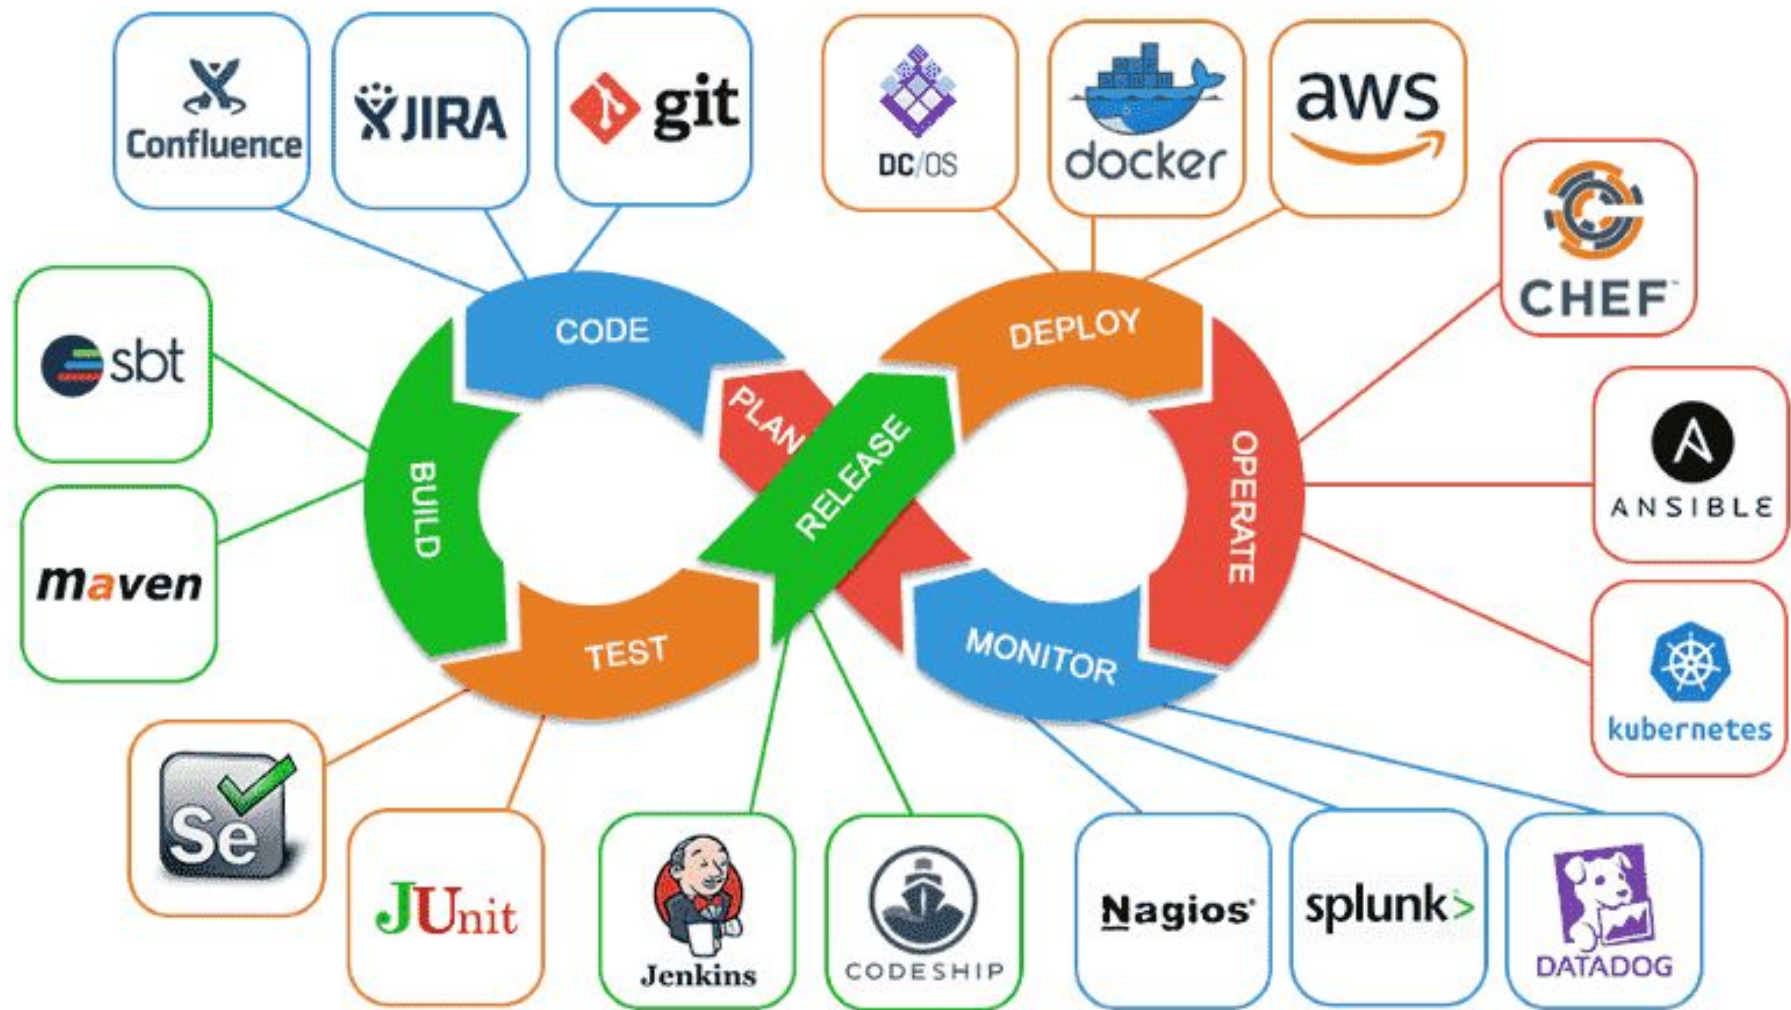 Confluence
JIRA
git
DC/OS
docker
aws
CHEF™
sbt
CODE
DEPLOY
PLAN
RELEASE
BUILD
OPERATE
ANSIBLE
maven
TEST
MONITOR
kubernetes
Se
JUnit
Jenkins
CODESHIP
Nagios®
splunk>
DATADOG